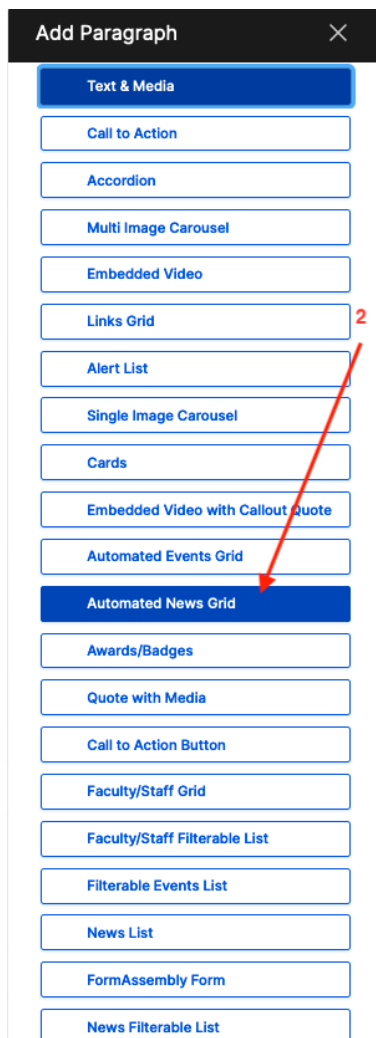 Add Paragraph
Text & Media
Call to Action
Accordion
Multi Image Carousel
Embedded Video
Links Grid
2
Alert List
Single Image Carousel
Cards
Embedded Video with Callout Quote
Automated Events Grid
Automated News Grid
Awards/Badges
Quote with Media
Call to Action Button
Faculty/Staff Grid
Faculty/Staff Filterable List
Filterable Events List
News List
FormAssembly Form
News Filterable List